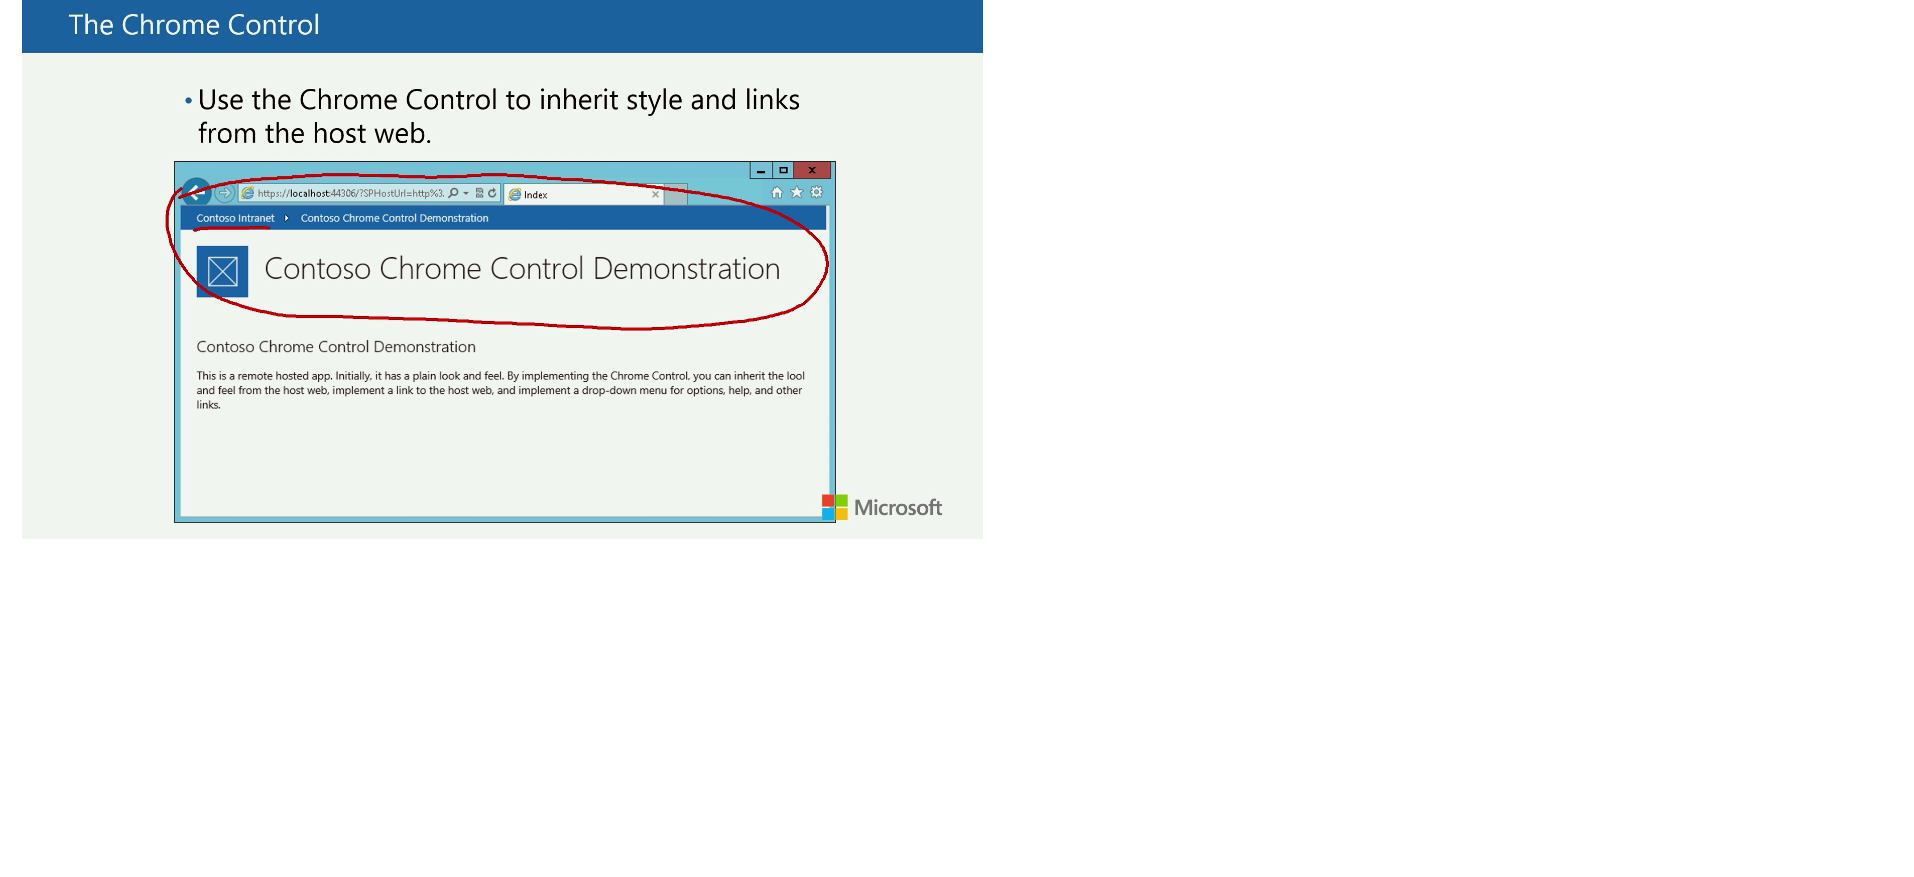 The Chrome Control
• Use the Chrome Control to inherit style and links
from the host web.
https://localhost:44306/?SPHostUrl=http%3.
Index
Contoso Intranet
Contoso Chrome Control Demonstration
Contoso Chrome Control Demonstration
Contoso Chrome Control Demonstration
This is a remote hosted app. Initially, it has a plain look and feel. By implementing the Chrome Control, you can inherit the lool
and feel from the host web, implement a link to the host web, and implement a drop-down menu for options, help, and other
links.
Microsoft